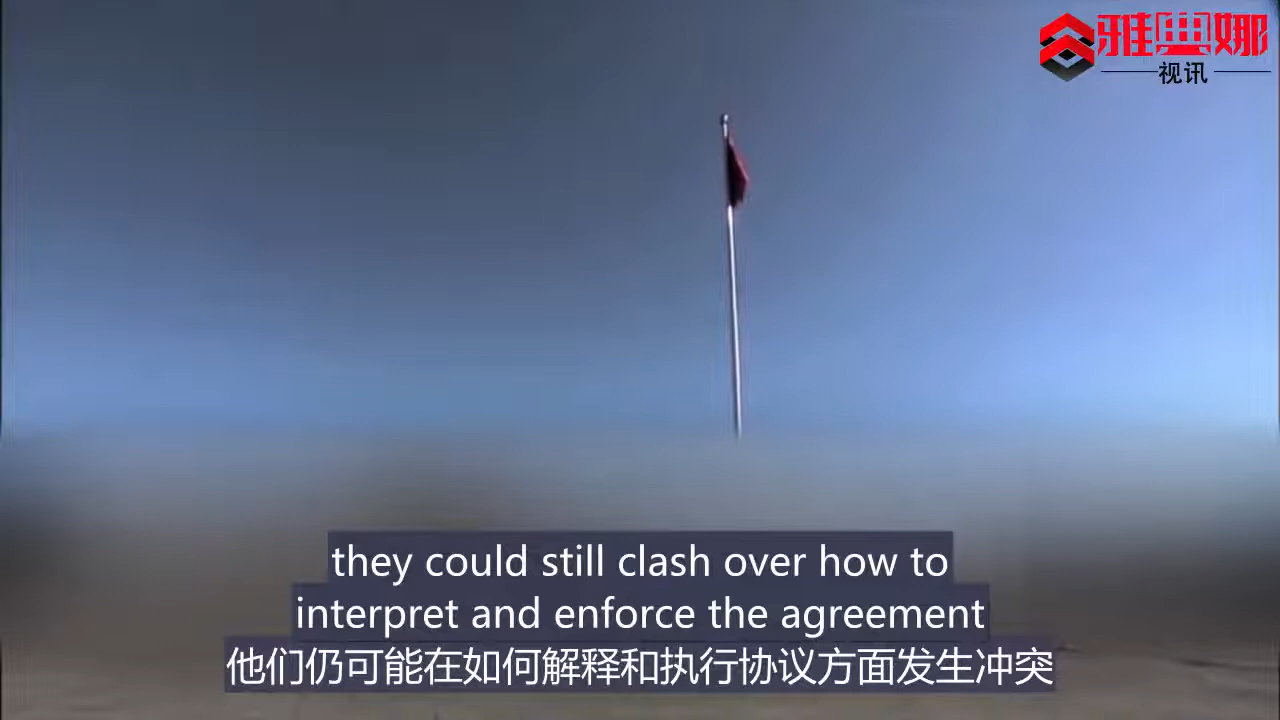 雅典娜
视讯
they could still clash over how to
interpret and enforce the agreement
他们仍可能在如何解释和执行协议方面发生冲突